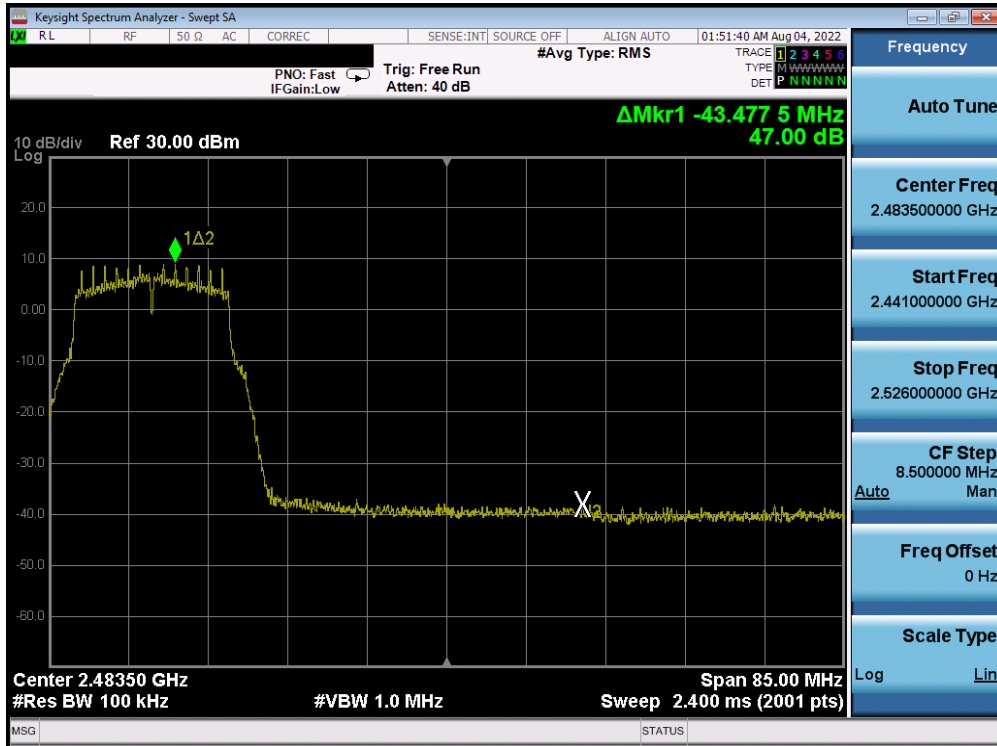 Keysight Spectrum Analyzer - Swept SA
LXI RL RF 50 Ω AC CORREC SENSE:INT SOURCE OFF ALIGN AUTO 01:51:40 AM Aug 04, 2022
#Avg Type: RMS
TRACE 1 2 3 4 5 6
TYPE M WWWWW
DET P N N N N N
PNO: Fast
IFGain:Low
Trig: Free Run
Atten: 40 dB
ΔMkr1 -43.477 5 MHz
47.00 dB
10 dB/div
Log
Ref 30.00 dBm
20.0
10.0
0.00
-10.0
-20.0
-30.0
-40.0
-50.0
-60.0
1Δ2
X
Center 2.48350 GHz
Span 85.00 MHz
#Res BW 100 kHz
#VBW 1.0 MHz
Sweep 2.400 ms (2001 pts)
MSG
STATUS
Frequency
Auto Tune
Center Freq
2.483500000 GHz
Start Freq
2.441000000 GHz
Stop Freq
2.526000000 GHz
CF Step
8.500000 MHz
Auto Man
Freq Offset
0 Hz
Scale Type
Log Lin